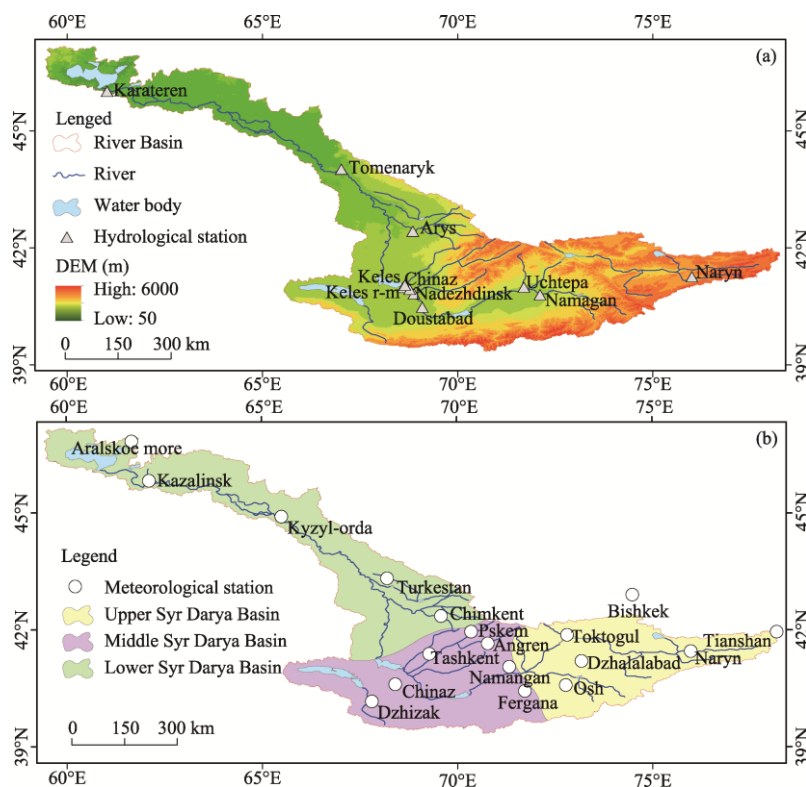 60°E 65°E 70°E 75°E
(a)
45°N
42°N
39°N
45°N
42°N
39°N
Karateren
Lenged
River Basin
River
Water body
Hydrological station
DEM (m)
High: 6000
Low: 50
0 150 300 km
Tomenaryk
Arys
Keles
Chinaz
Keles r-m
Nadezhdinsk
Doustabad
Uchtepa
Namagan
Naryn
60°E 65°E 70°E 75°E
(b)
45°N
42°N
39°N
45°N
42°N
39°N
Aralskoe more
Kazalinsk
Kyzyl-orda
Legend
Meteorological station
Upper Syr Darya Basin
Middle Syr Darya Basin
Lower Syr Darya Basin
0 150 300 km
Turkestan
Chimkent
Bishkek
Pskem
Angren
Toktogul
Tianshan
Tashkent
Dzhalalabad
Naryn
Namangan
Chinaz
Osh
Fergana
Dzhizak
60°E 65°E 70°E 75°E